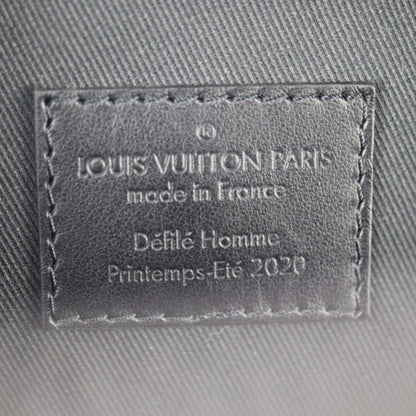 ®
LOUIS VUITTON PARIS
made in France
Défilé Homme
Printemps-Eté 2020